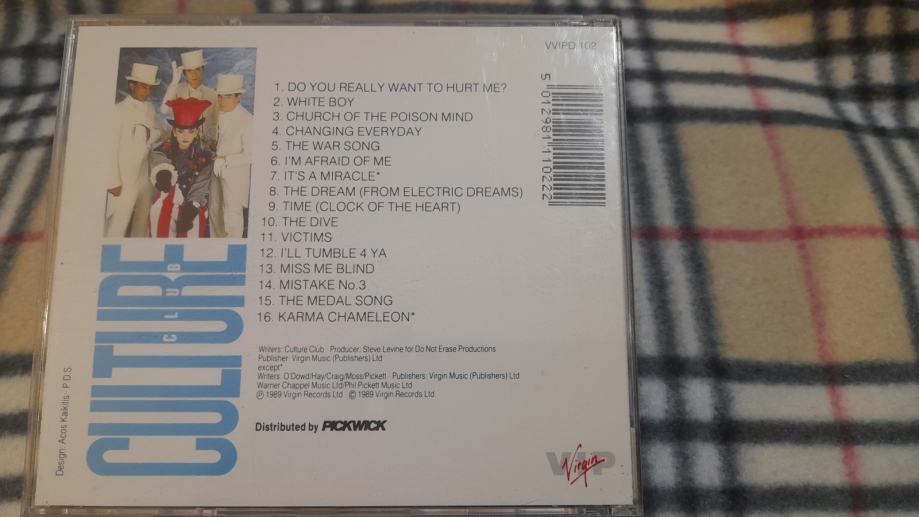 VVIPD 102
1. DO YOU REALLY WANT TO HURT ME?
2. WHITE BOY
3. CHURCH OF THE POISON MIND
4. CHANGING EVERYDAY
5. THE WAR SONG
6. I'M AFRAID OF ME
7. IT'S A MIRACLE*
8. THE DREAM (FROM ELECTRIC DREAMS)
9. TIME (CLOCK OF THE HEART)
10. THE DIVE
11. VICTIMS
12. I'LL TUMBLE 4 YA
13. MISS ME BLIND
14. MISTAKE No.3
15. THE MEDAL SONG
16. KARMA CHAMELEON*
5 012981 110222
CULTURE
CLUB
Writers: Culture Club Producer: Steve Levine for Do Not Erase Productions
Publisher: Virgin Music (Publishers) Ltd
except*
Writers: O'Dowd/Hay/Craig/Moss/Pickett Publishers: Virgin Music (Publishers) Ltd
Warner Chappel Music Ltd/Phil Pickett Music Ltd
℗ 1989 Virgin Records Ltd © 1989 Virgin Records Ltd
Distributed by PICKWICK
Design: Acos Kaikitis P.D.S.
VIP
Virgin